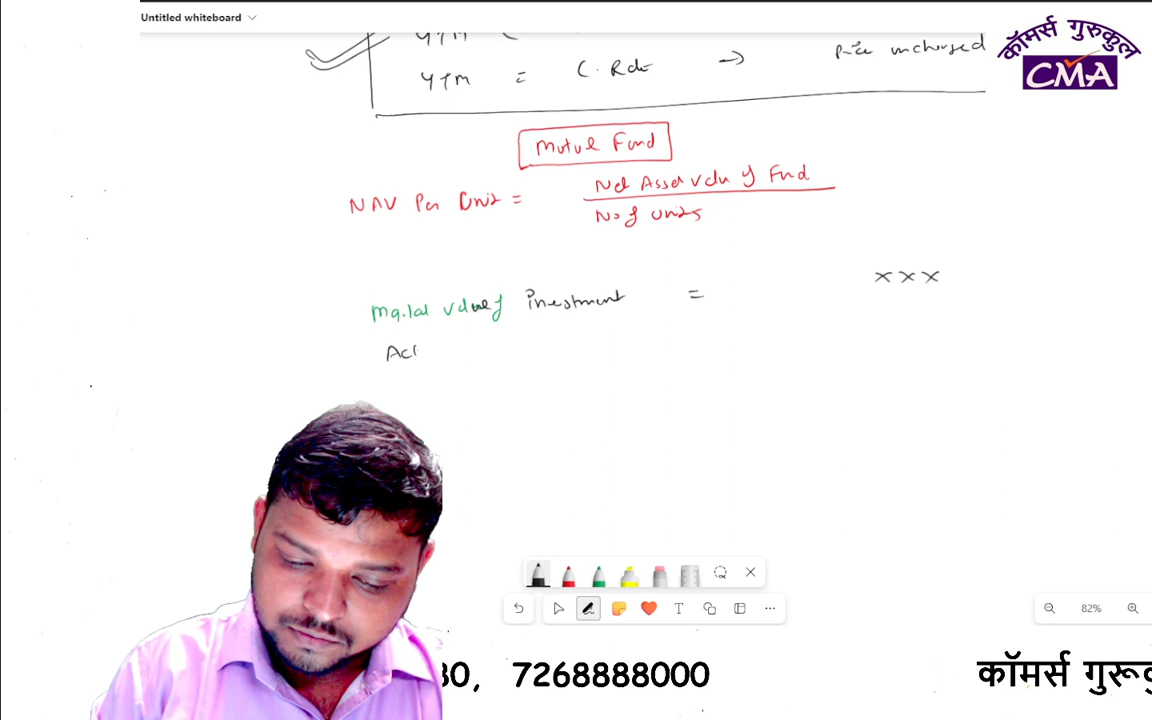 Untitled whiteboard
कॉमर्स गुरुकुल
CMA
YTM
YTM = C. Rate → Price unchanged
Mutual Fund
NAV Per Unit = Net Asset Value of Fund
No of units
Market value of investment = xxx
Acc
82%
30, 7268888000
कॉमर्स गुरूकु